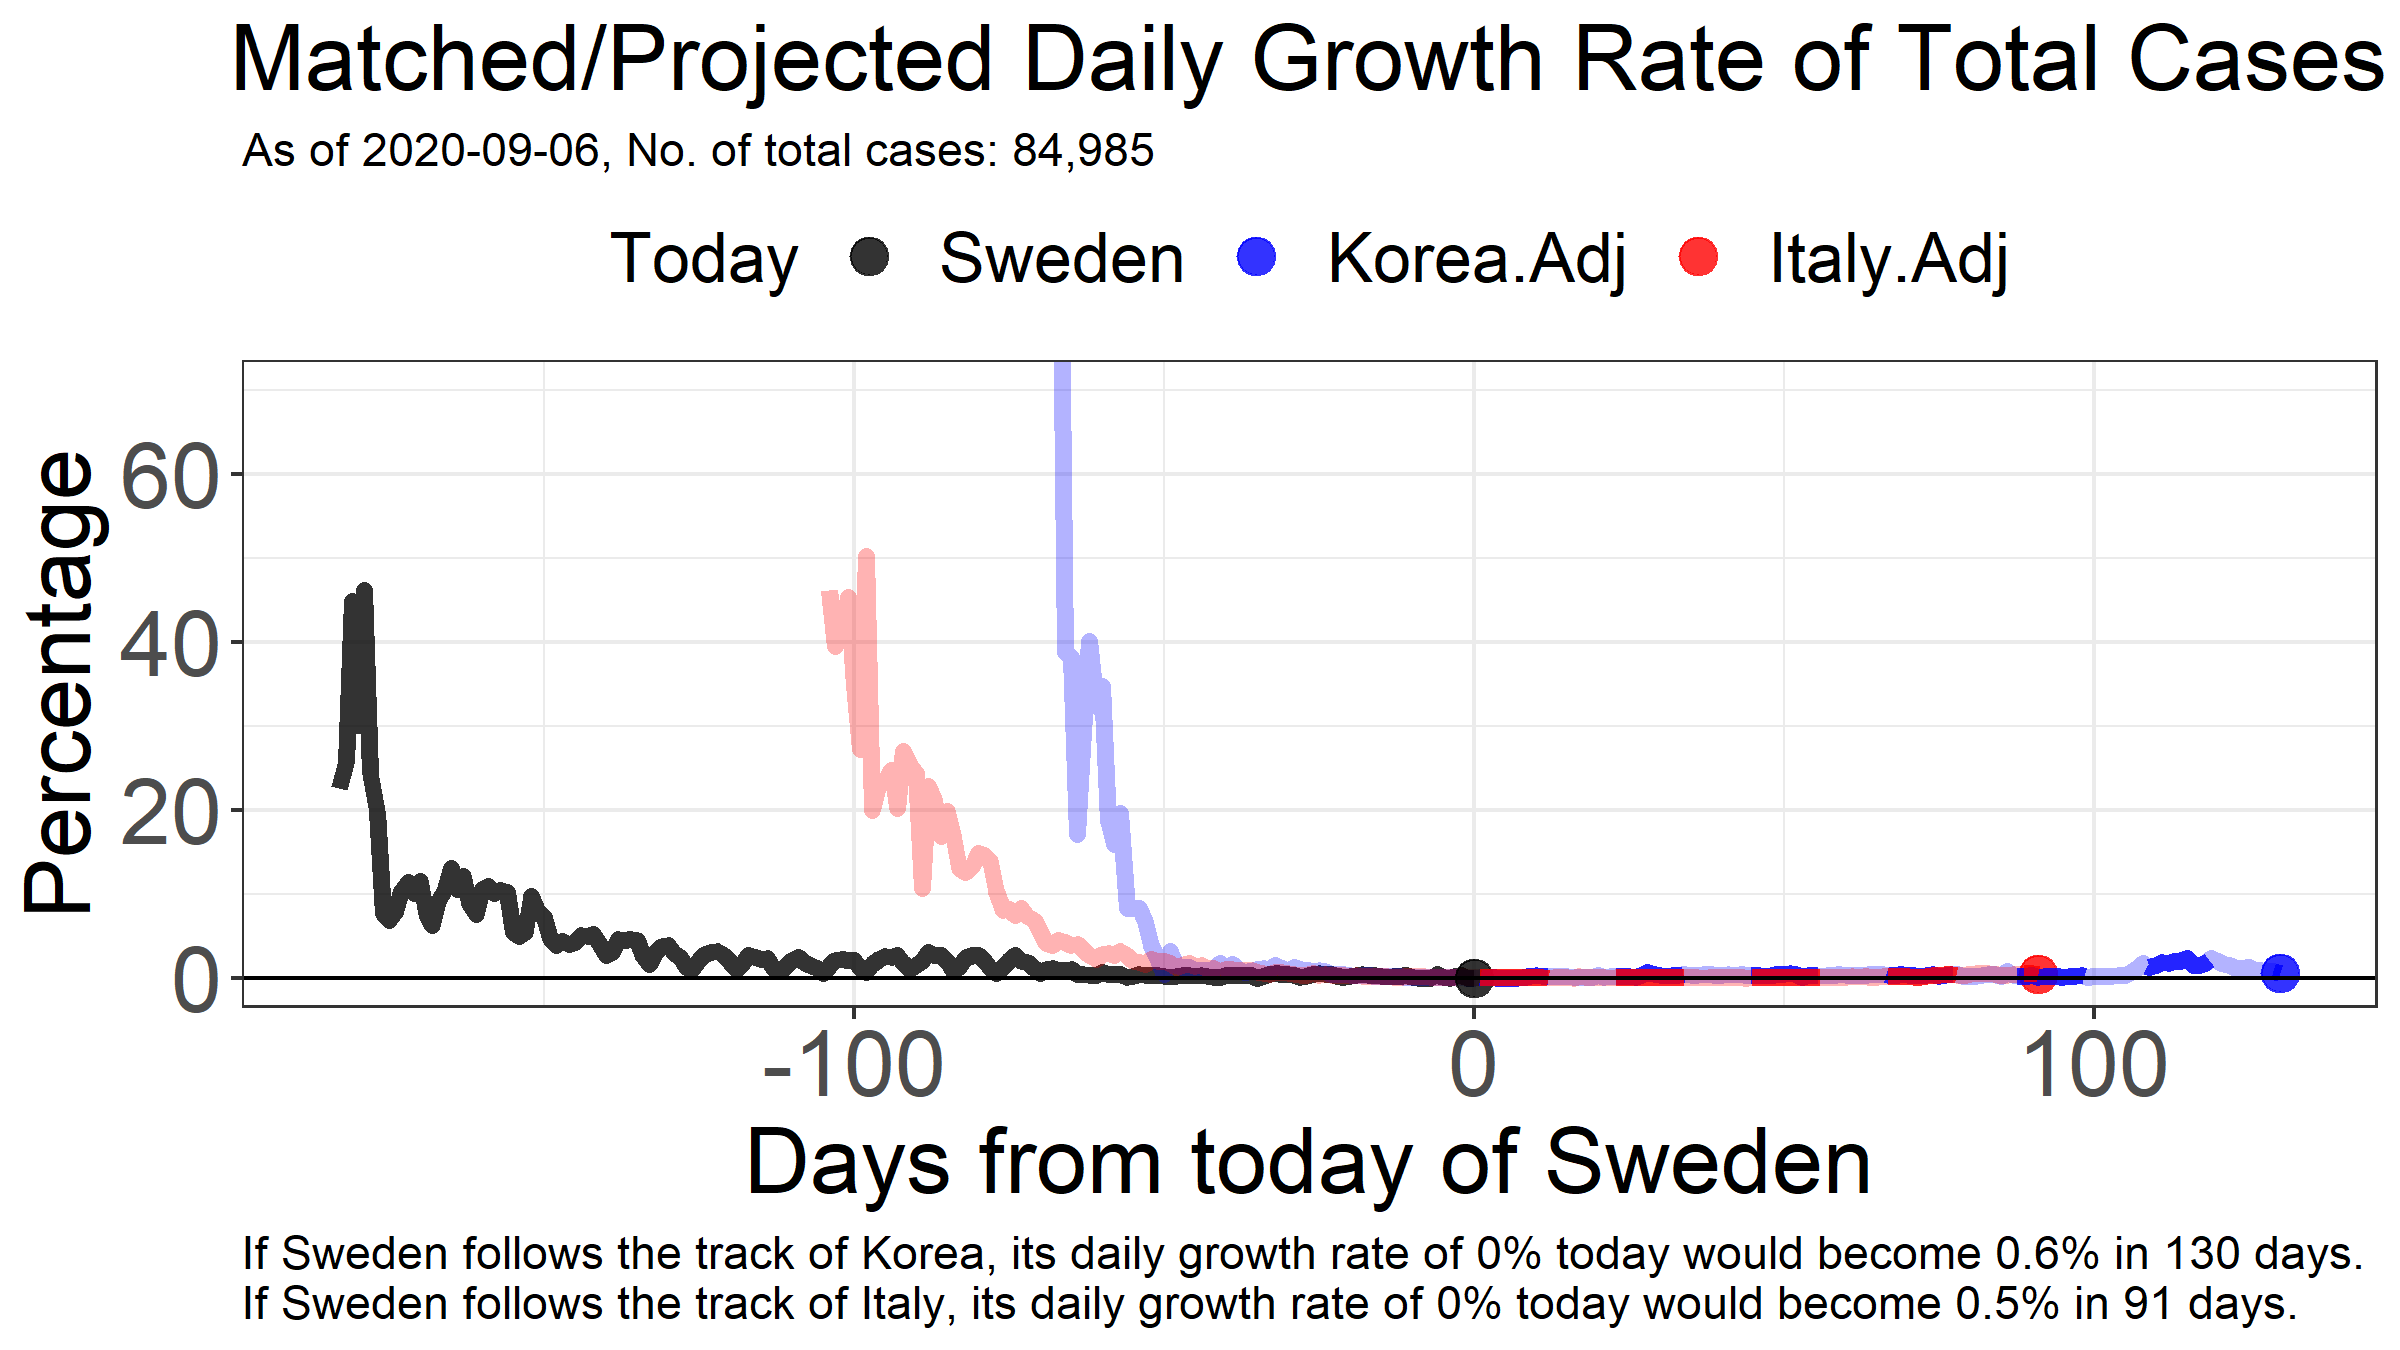 Matched/Projected Daily Growth Rate of Total Cases
As of 2020-09-06, No. of total cases: 84,985
Today Sweden Korea.Adj Italy.Adj
Percentage
60
40
20
0
-100 0 100
Days from today of Sweden
If Sweden follows the track of Korea, its daily growth rate of 0% today would become 0.6% in 130 days.
If Sweden follows the track of Italy, its daily growth rate of 0% today would become 0.5% in 91 days.